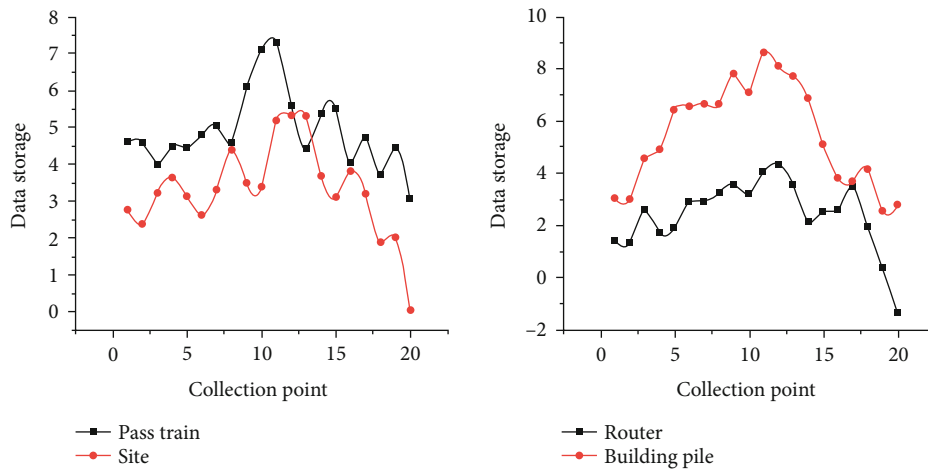 8
7
6
5
4
3
2
1
0
Data storage
0 5 10 15 20
Collection point
Pass train
Site
10
8
6
4
2
0
–2
Data storage
0 5 10 15 20
Collection point
Router
Building pile